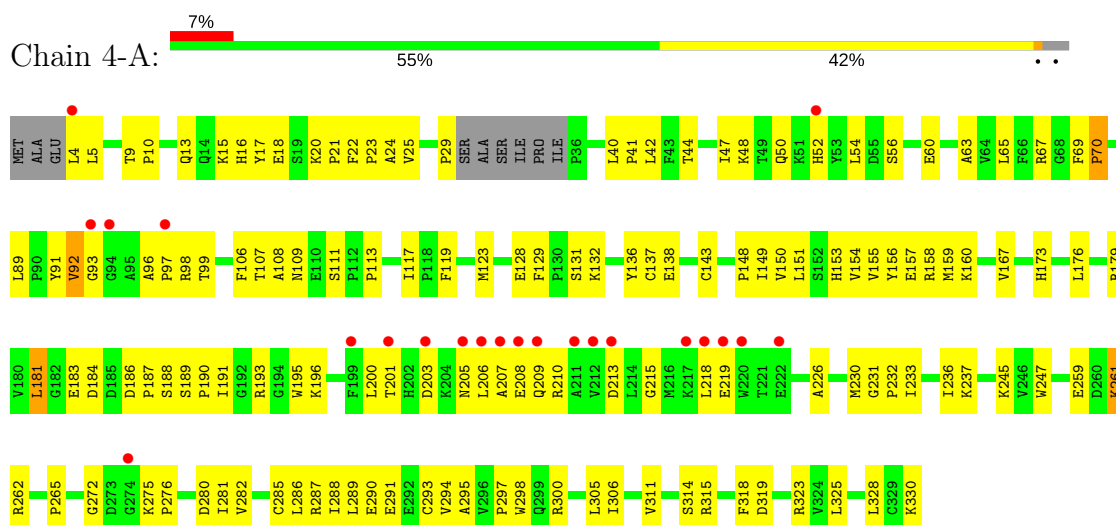 7%
Chain 4-A:
55% 42% • •
MET ALA GLU L4 L5 T9 P10 Q13 Q14 K15 H16 Y17 E18 S19 K20 P21 F22 P23 A24 V25 P29 SER ALA SER ILE PRO ILE P36 L40 P41 L42 F43 T44 I47 K48 T49 Q50 K51 H52 Y53 L54 D55 S56 E60 A63 V64 L65 F66 R67 G68 F69 P70
L89 P90 Y91 V92 G93 G94 A95 A96 P97 R98 T99 F106 T107 A108 N109 E110 S111 P112 P113 I117 P118 F119 M123 E128 F129 P130 S131 K132 Y136 C137 E138 C143 P148 I149 V150 L151 S152 H153 V154 V155 Y156 E157 R158 M159 K160 V167 H173 L176
V180 L181 G182 E183 D184 D185 D186 P187 S188 S189 P190 I191 G192 R193 G194 W195 K196 F199 L200 T201 H202 D203 K204 N205 L206 A207 E208 Q209 R210 A211 V212 D213 L214 G215 M216 K217 L218 E219 W220 T221 E222 A226 M230 G231 P232 I233 I236 K237 K245 V246 W247 E259 D260 K261
R262 P265 G272 D273 G274 K275 P276 D280 I281 V282 C285 L286 R287 I288 L289 E290 E291 E292 C293 V294 A295 V296 P297 W298 Q299 R300 L305 I306 V311 S314 R315 F318 D319 R323 V324 L325 L328 C329 K330